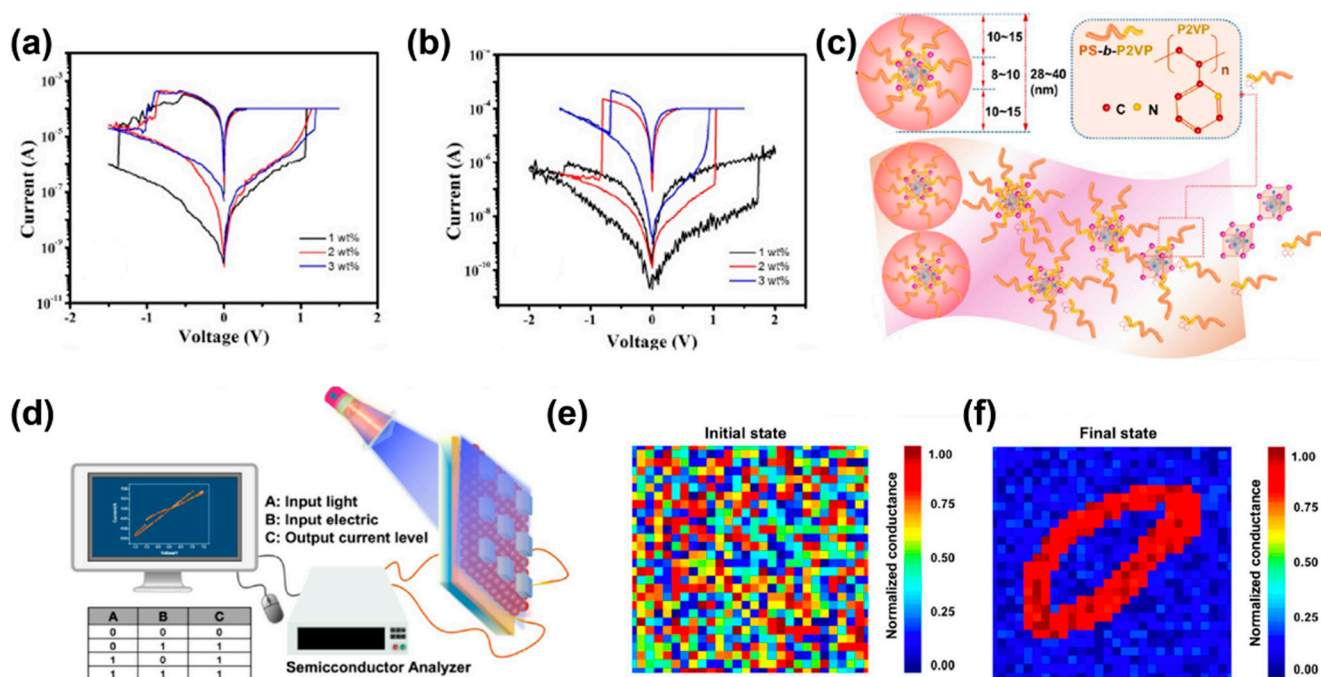 (a)
Current (A)
10⁻¹
10⁻³
10⁻⁵
10⁻⁷
10⁻⁹
10⁻¹¹
1 wt%
2 wt%
3 wt%
-2
-1
0
1
2
Voltage (V)
(b)
Current (A)
10⁻²
10⁻⁴
10⁻⁶
10⁻⁸
10⁻¹⁰
1 wt%
2 wt%
3 wt%
-2
-1
0
1
2
Voltage (V)
(c)
10~15
8~10
10~15
28~40
(nm)
PS-b-P2VP
P2VP
n
C
N
(d)
A: Input light
B: Input electric
C: Output current level
A B C
0 0 0
0 1 1
1 0 1
1 1 1
Semicconductor Analyzer
(e)
Initial state
Normalized conductance
1.00
0.75
0.50
0.25
0.00
(f)
Final state
Normalized conductance
1.00
0.75
0.50
0.25
0.00